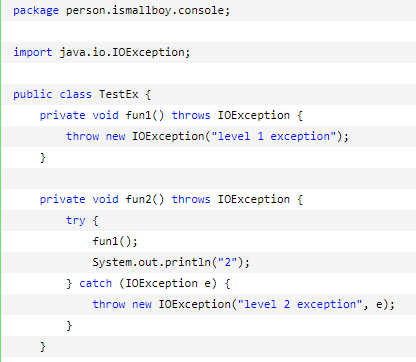 package person.ismallboy.console;
import java.io.IOException;
public class TestEx {
    private void fun1() throws IOException {
        throw new IOException("level 1 exception");
    }
    private void fun2() throws IOException {
        try {
            fun1();
            System.out.println("2");
        } catch (IOException e) {
            throw new IOException("level 2 exception", e);
        }
    }